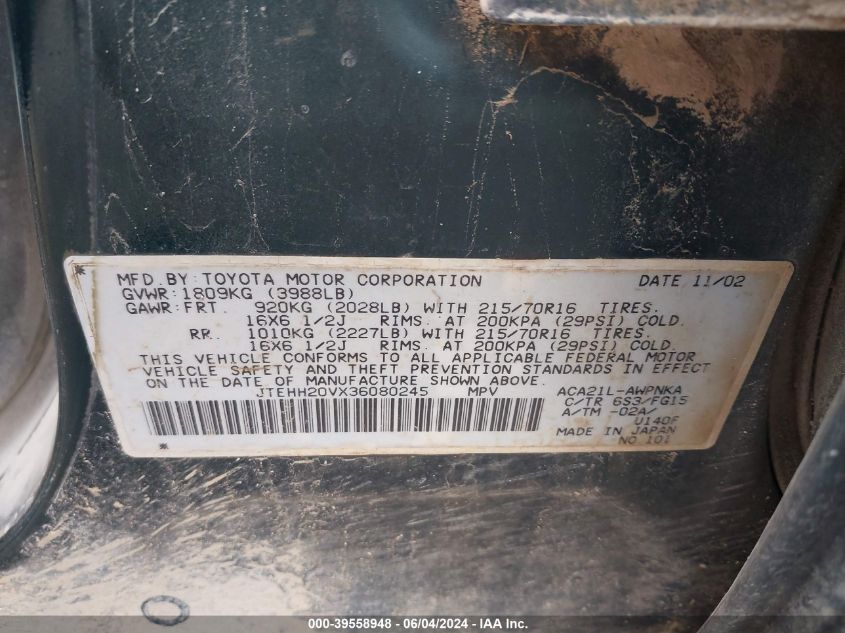 * MFD. BY: TOYOTA MOTOR CORPORATION DATE 11/02
GVWR: 1809KG (3988LB)
GAWR: FRT. 920KG (2028LB) WITH 215/70R16 TIRES.
16X6 1/2J RIMS. AT 200KPA (29PSI) COLD.
RR. 1010KG (2227LB) WITH 215/70R16 TIRES
16X6 1/2J RIMS. AT 200KPA (29PSI) COLD.
THIS VEHICLE CONFORMS TO ALL APPLICABLE FEDERAL MOTOR
VEHICLE SAFETY AND THEFT PREVENTION STANDARDS IN EFFECT
ON THE DATE OF MANUFACTURE SHOWN ABOVE.
JTEHH20VX36080245 MPV ACA21L-AWPNKA
C/TR 6S3/FG15
A/TM -02A/
U140F
MADE IN JAPAN
* NO 101
000-39558948 - 06/04/2024 - IAA Inc.